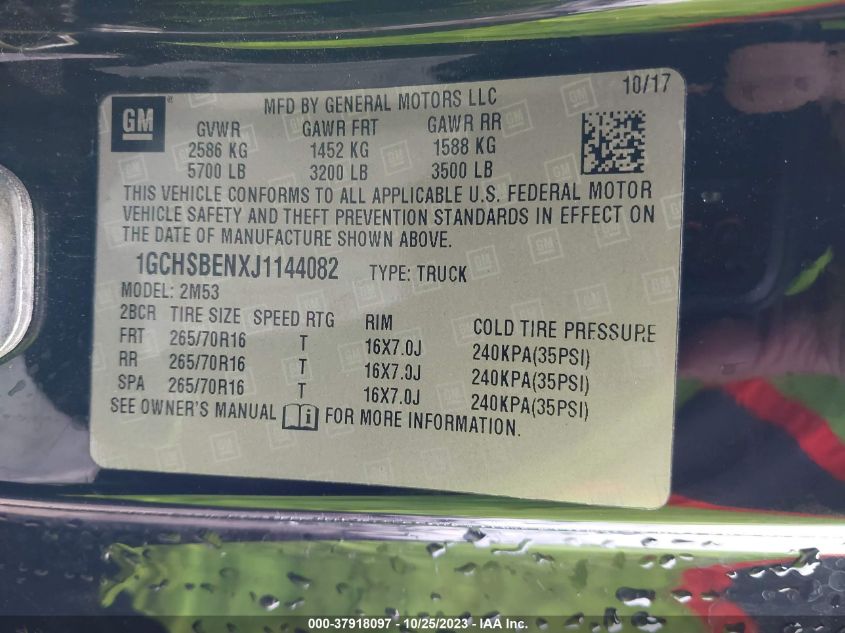 10/17
GM
MFD BY GENERAL MOTORS LLC
GVWR GAWR FRT GAWR RR
2586 KG 1452 KG 1588 KG
5700 LB 3200 LB 3500 LB
THIS VEHICLE CONFORMS TO ALL APPLICABLE U.S. FEDERAL MOTOR
VEHICLE SAFETY AND THEFT PREVENTION STANDARDS IN EFFECT ON
THE DATE OF MANUFACTURE SHOWN ABOVE.
1GCHSBENXJ1144082 TYPE: TRUCK
MODEL: 2M53
2BCR TIRE SIZE SPEED RTG RIM COLD TIRE PRESSURE
FRT 265/70R16 T 16X7.0J 240KPA(35PSI)
RR 265/70R16 T 16X7.0J 240KPA(35PSI)
SPA 265/70R16 T 16X7.0J 240KPA(35PSI)
SEE OWNER'S MANUAL i FOR MORE INFORMATION.
000-37918097 - 10/25/2023 - IAA Inc.